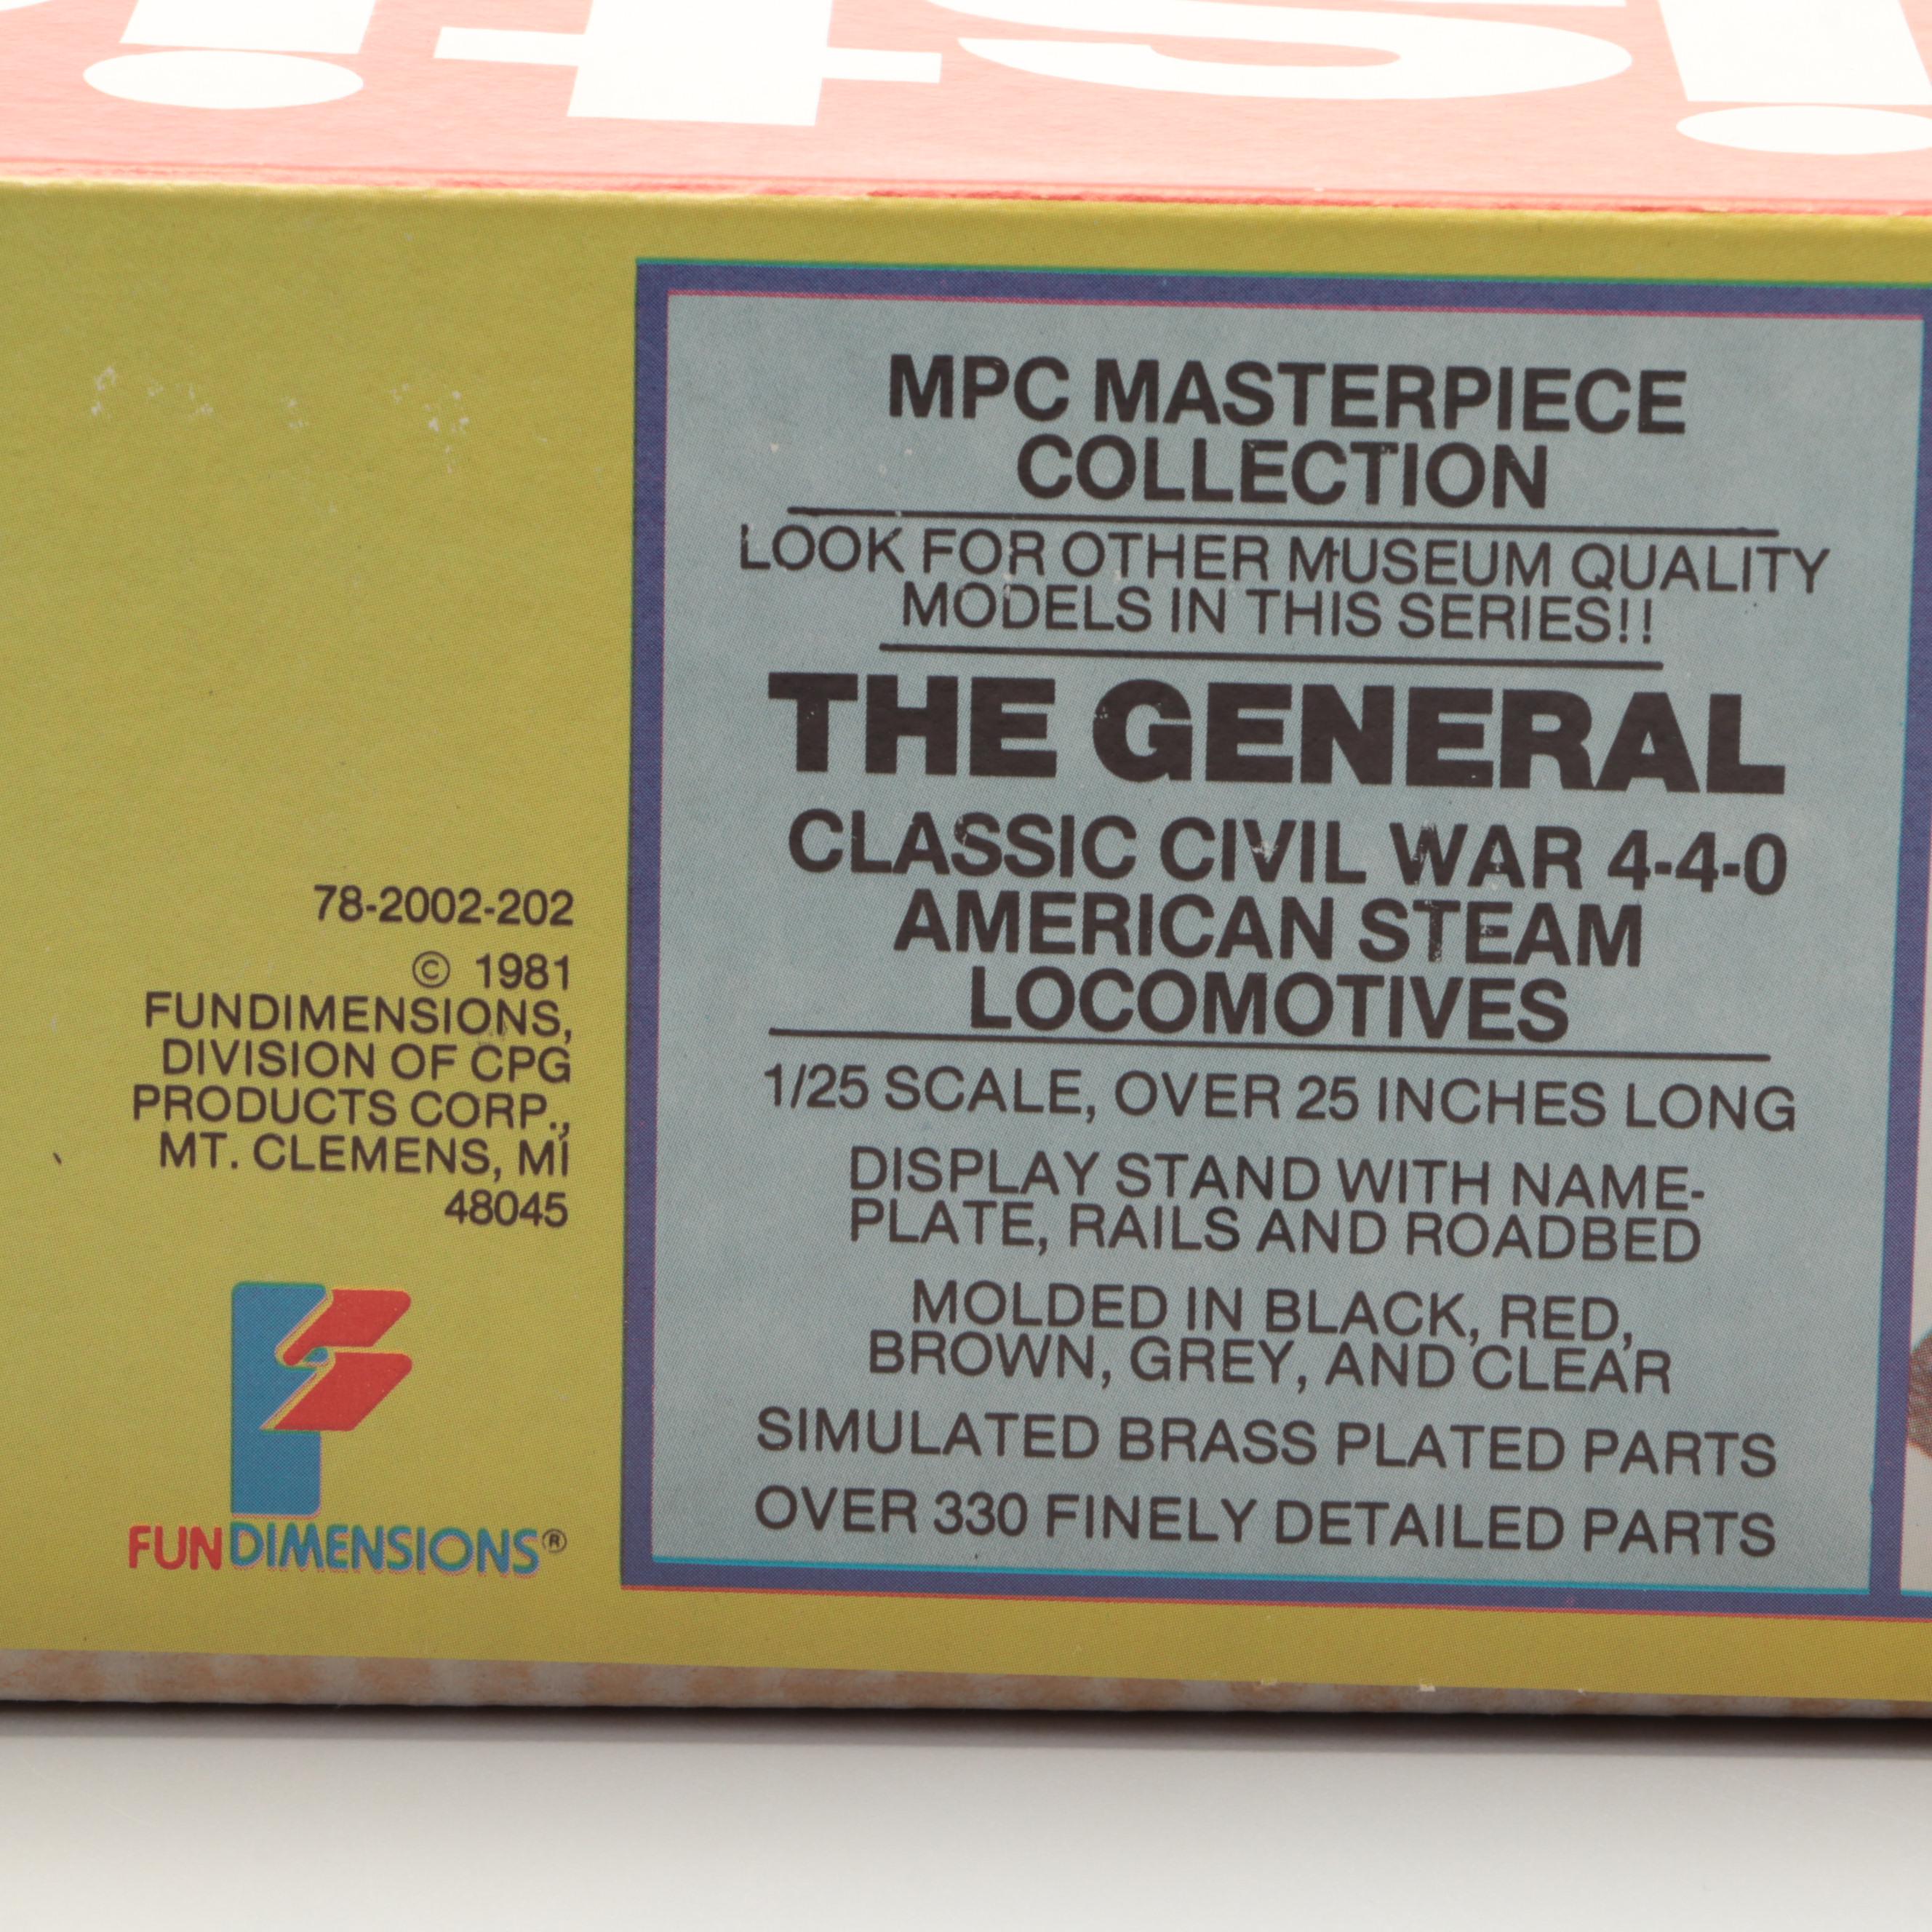 MPC MASTERPIECE
COLLECTION
LOOK FOR OTHER MUSEUM QUALITY
MODELS IN THIS SERIES!!
THE GENERAL
CLASSIC CIVIL WAR 4-4-0
AMERICAN STEAM
LOCOMOTIVES
1/25 SCALE, OVER 25 INCHES LONG
DISPLAY STAND WITH NAME-
PLATE, RAILS AND ROADBED
MOLDED IN BLACK, RED,
BROWN, GREY, AND CLEAR
SIMULATED BRASS PLATED PARTS
OVER 330 FINELY DETAILED PARTS
78-2002-202
© 1981
FUNDIMENSIONS,
DIVISION OF CPG
PRODUCTS CORP.,
MT. CLEMENS, MI
48045
FUNDIMENSIONS®